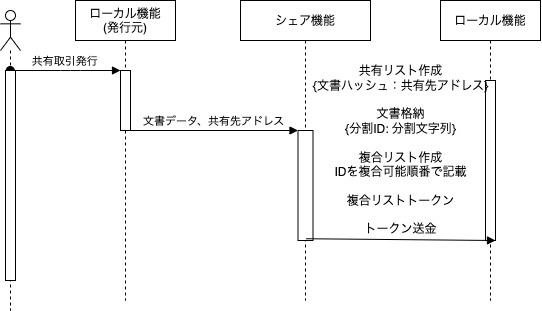 ローカル機能
(発行元)
シェア機能
ローカル機能
共有取引発行
共有リスト作成
{文書ハッシュ：共有先アドレス}
文書データ、共有先アドレス
文書格納
{分割ID: 分割文字列}
複合リスト作成
IDを複合可能順番で記載
複合リストトークン
トークン送金